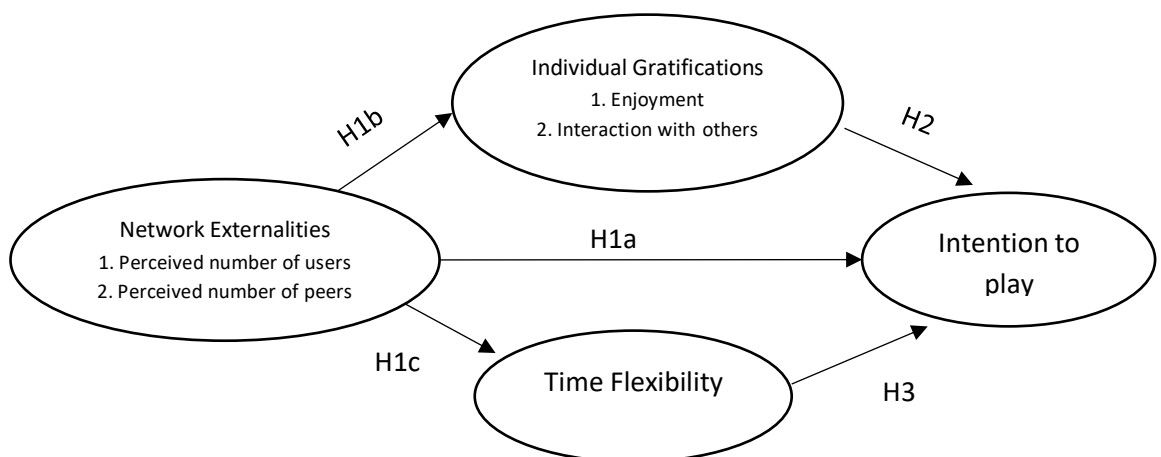 Individual Gratifications
1. Enjoyment
2. Interaction with others
H1b
H2
Network Externalities
1. Perceived number of users
2. Perceived number of peers
H1a
Intention to
play
H1c
Time Flexibility
H3